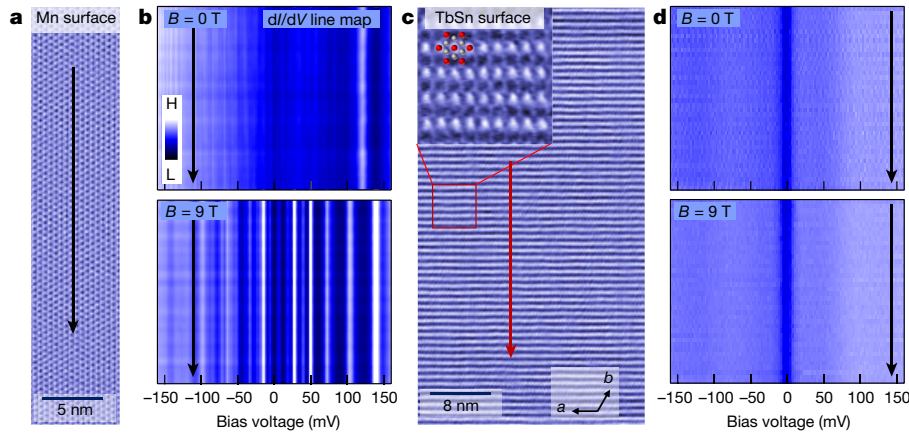 a
Mn surface
5 nm
b
B = 0 T
dI/dV line map
H
L
B = 9 T
−150 −100 −50 0 50 100 150
Bias voltage (mV)
c
TbSn surface
8 nm
b
a
d
B = 0 T
B = 9 T
−150 −100 −50 0 50 100 150
Bias voltage (mV)